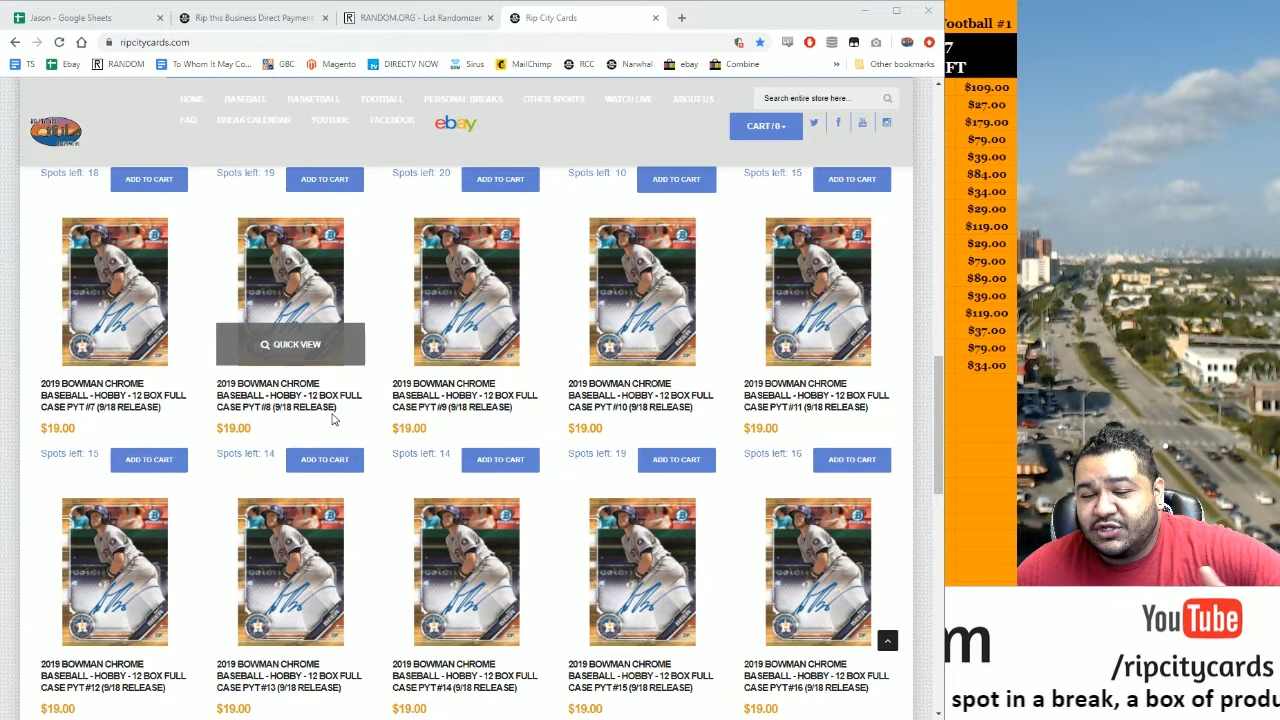 Jason - Google Sheets
Rip this Business Direct Payment
RANDOM.ORG - List Randomizer
Rip City Cards
ripcitycards.com
TS
Ebay
RANDOM
To Whom It May Co...
GBC
Magento
DIRECTV NOW
Sirus
MailChimp
RCC
Narwhal
ebay
Combine
Other bookmarks
HOME
BASEBALL
BASKETBALL
FOOTBALL
PERSONAL BREAKS
OTHER SPORTS
WATCH LIVE
ABOUT US
FAQ
BREAK CALENDAR
YOUTUBE
FACEBOOK
ebay
Search entire store here...
CART / 0
Spots left: 18
ADD TO CART
Spots left: 19
ADD TO CART
Spots left: 20
ADD TO CART
Spots left: 10
ADD TO CART
Spots left: 15
ADD TO CART
QUICK VIEW
2019 BOWMAN CHROME
BASEBALL - HOBBY - 12 BOX FULL
CASE PYT #7 (9/18 RELEASE)
$19.00
Spots left: 15
ADD TO CART
2019 BOWMAN CHROME
BASEBALL - HOBBY - 12 BOX FULL
CASE PYT #8 (9/18 RELEASE)
$19.00
Spots left: 14
ADD TO CART
2019 BOWMAN CHROME
BASEBALL - HOBBY - 12 BOX FULL
CASE PYT #9 (9/18 RELEASE)
$19.00
Spots left: 14
ADD TO CART
2019 BOWMAN CHROME
BASEBALL - HOBBY - 12 BOX FULL
CASE PYT #10 (9/18 RELEASE)
$19.00
Spots left: 19
ADD TO CART
2019 BOWMAN CHROME
BASEBALL - HOBBY - 12 BOX FULL
CASE PYT #11 (9/18 RELEASE)
$19.00
Spots left: 16
ADD TO CART
2019 BOWMAN CHROME
BASEBALL - HOBBY - 12 BOX FULL
CASE PYT #12 (9/18 RELEASE)
$19.00
2019 BOWMAN CHROME
BASEBALL - HOBBY - 12 BOX FULL
CASE PYT #13 (9/18 RELEASE)
$19.00
2019 BOWMAN CHROME
BASEBALL - HOBBY - 12 BOX FULL
CASE PYT #14 (9/18 RELEASE)
$19.00
2019 BOWMAN CHROME
BASEBALL - HOBBY - 12 BOX FULL
CASE PYT #15 (9/18 RELEASE)
$19.00
2019 BOWMAN CHROME
BASEBALL - HOBBY - 12 BOX FULL
CASE PYT #16 (9/18 RELEASE)
$19.00
ootball #1
7
FT
$109.00
$27.00
$179.00
$79.00
$39.00
$84.00
$34.00
$29.00
$119.00
$29.00
$79.00
$89.00
$39.00
$119.00
$37.00
$79.00
$34.00
m
YouTube
/ripcitycards
spot in a break, a box of produ